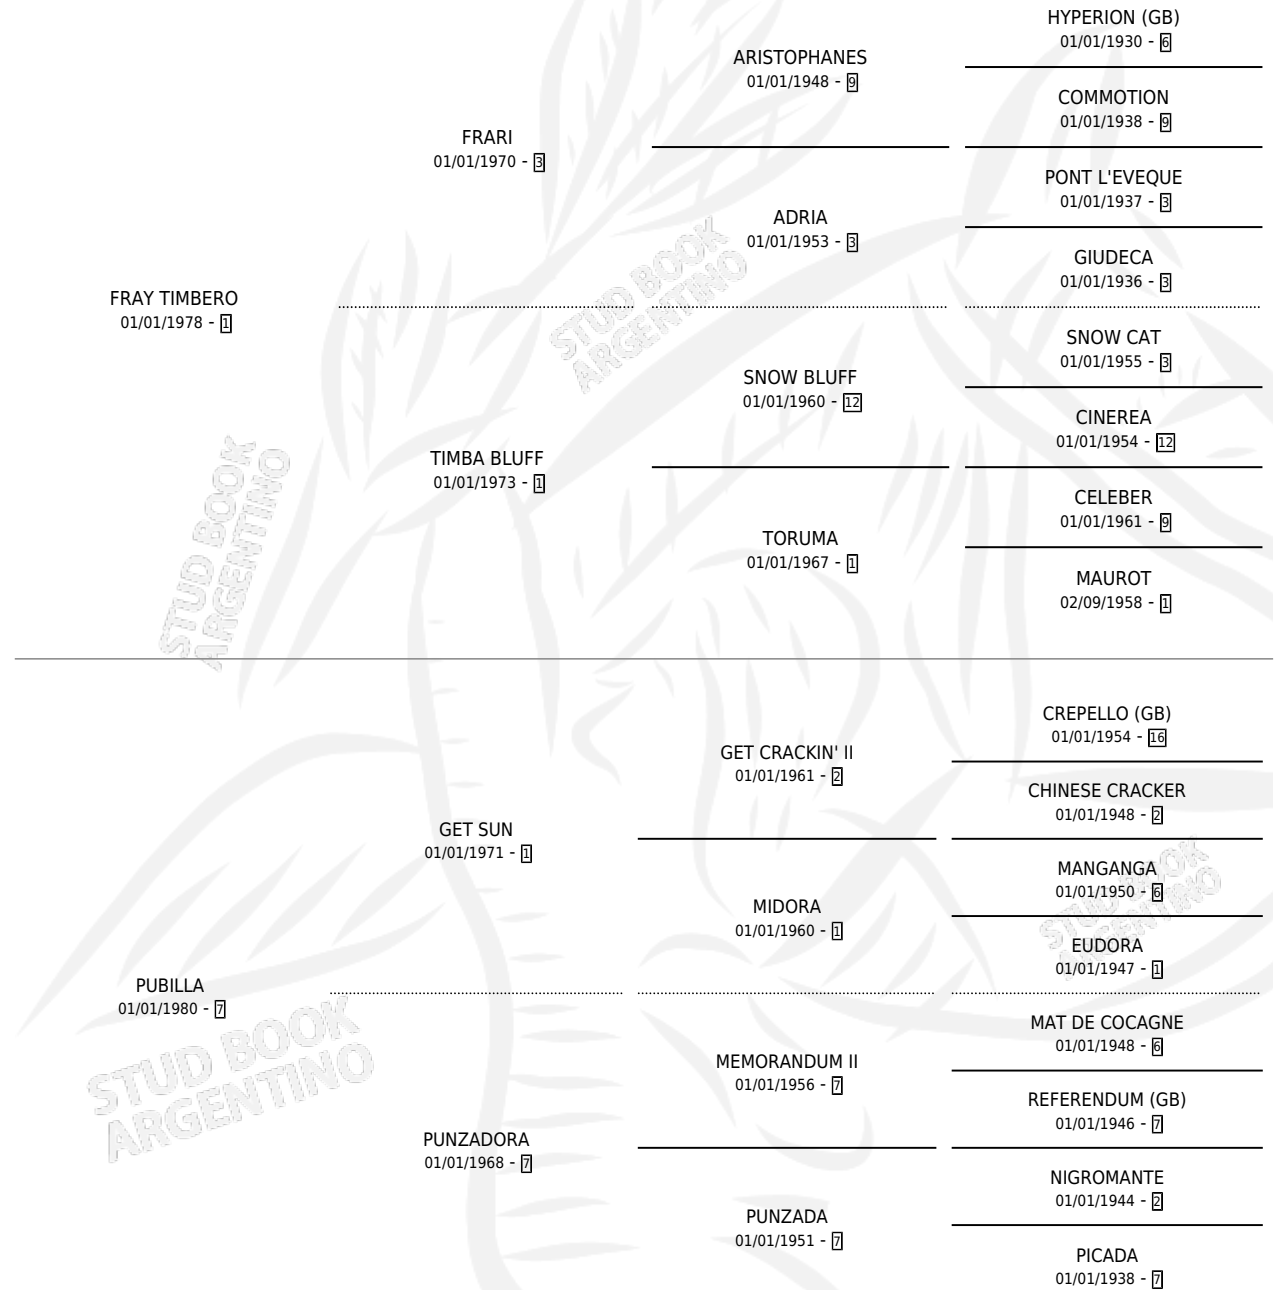 HYPERION (GB)
01/01/1930 - 6
ARISTOPHANES
01/01/1948 - 9
COMMOTION
01/01/1938 - 9
FRARI
01/01/1970 - 3
PONT L'EVEQUE
01/01/1937 - 3
ADRIA
01/01/1953 - 3
GIUDECA
01/01/1936 - 3
FRAY TIMBERO
01/01/1978 - 1
STUD BOOK
ARGENTINO
SNOW CAT
01/01/1955 - 3
SNOW BLUFF
01/01/1960 - 12
CINEREA
01/01/1954 - 12
TIMBA BLUFF
01/01/1973 - 1
CELEBER
01/01/1961 - 9
TORUMA
01/01/1967 - 1
MAUROT
02/09/1958 - 1
STUD BOOK
ARGENTINO
CREPELLO (GB)
01/01/1954 - 16
GET CRACKIN' II
01/01/1961 - 2
CHINESE CRACKER
01/01/1948 - 2
GET SUN
01/01/1971 - 1
MANGANGA
01/01/1950 - 6
MIDORA
01/01/1960 - 1
EUDORA
01/01/1947 - 1
STUD BOOK
ARGENTINO
PUBILLA
01/01/1980 - 7
MAT DE COCAGNE
01/01/1948 - 6
MEMORANDUM II
01/01/1956 - 7
REFERENDUM (GB)
01/01/1946 - 7
STUD BOOK
ARGENTINO
PUNZADORA
01/01/1968 - 7
NIGROMANTE
01/01/1944 - 2
PUNZADA
01/01/1951 - 7
PICADA
01/01/1938 - 7